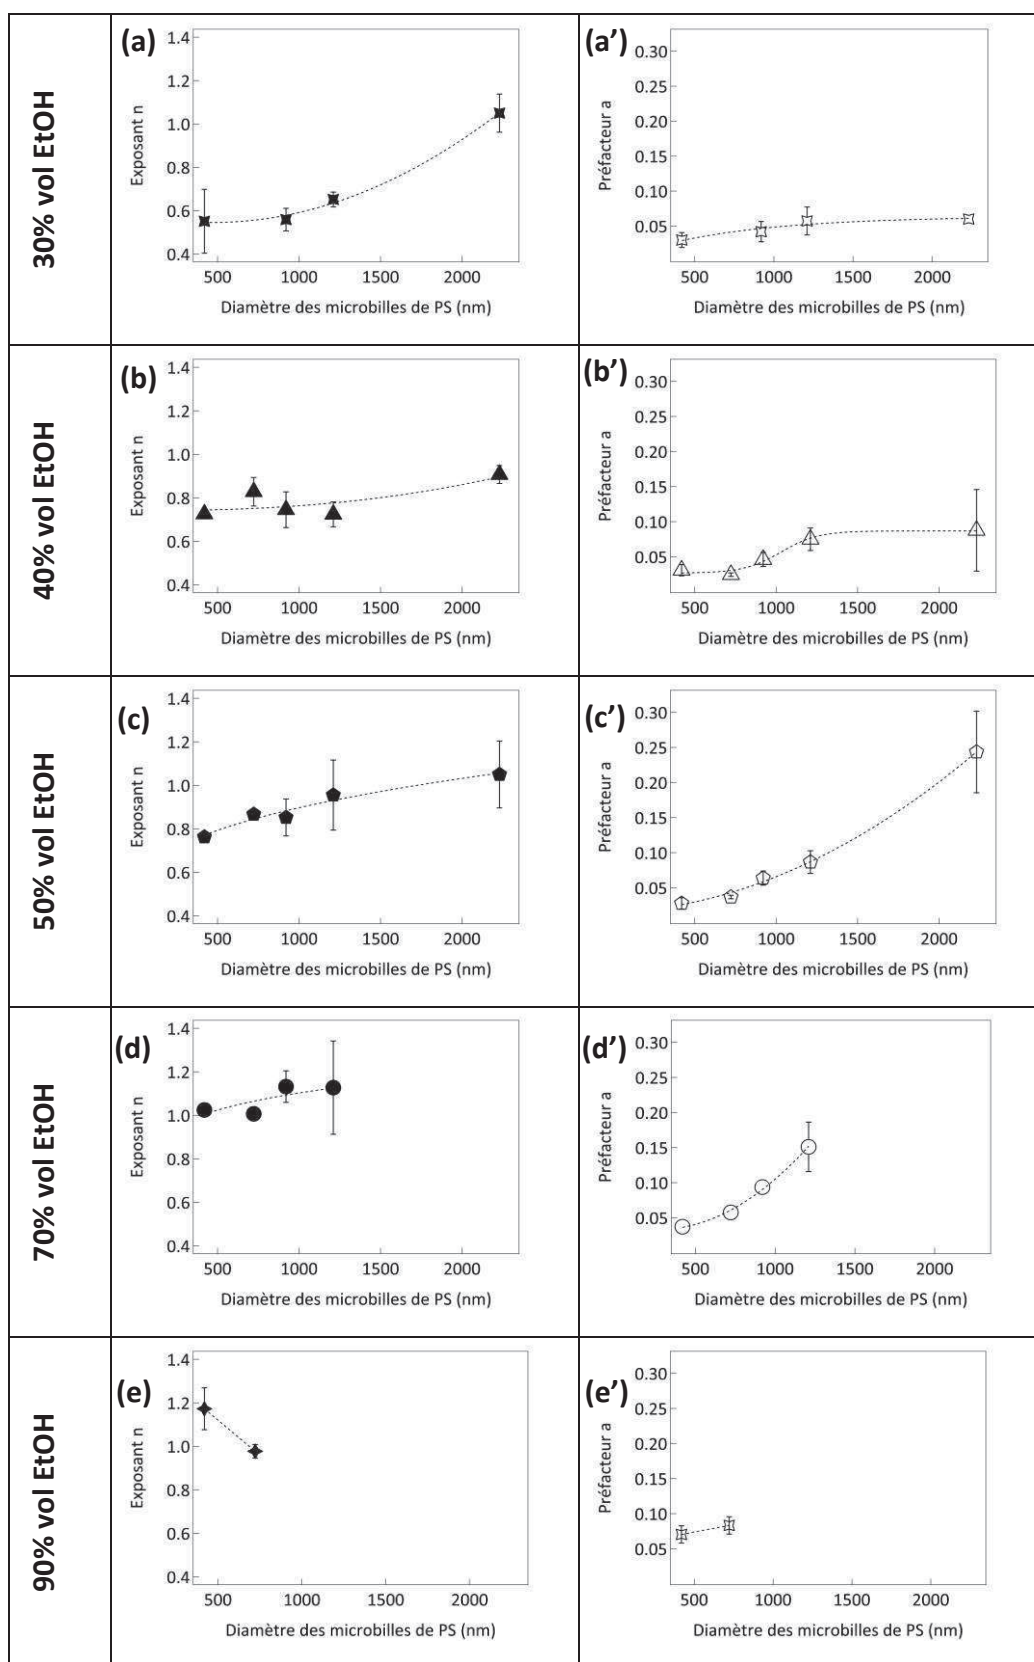 30% vol EtOH
(a)
Exposant n
1.4
1.2
1.0
0.8
0.6
0.4
500 1000 1500 2000
Diamètre des microbilles de PS (nm)
(a')
Préfacteur a
0.30
0.25
0.20
0.15
0.10
0.05
500 1000 1500 2000
Diamètre des microbilles de PS (nm)
40% vol EtOH
(b)
Exposant n
1.4
1.2
1.0
0.8
0.6
0.4
500 1000 1500 2000
Diamètre des microbilles de PS (nm)
(b')
Préfacteur a
0.30
0.25
0.20
0.15
0.10
0.05
500 1000 1500 2000
Diamètre des microbilles de PS (nm)
50% vol EtOH
(c)
Exposant n
1.4
1.2
1.0
0.8
0.6
0.4
500 1000 1500 2000
Diamètre des microbilles de PS (nm)
(c')
Préfacteur a
0.30
0.25
0.20
0.15
0.10
0.05
500 1000 1500 2000
Diamètre des microbilles de PS (nm)
70% vol EtOH
(d)
Exposant n
1.4
1.2
1.0
0.8
0.6
0.4
500 1000 1500 2000
Diamètre des microbilles de PS (nm)
(d')
Préfacteur a
0.30
0.25
0.20
0.15
0.10
0.05
500 1000 1500 2000
Diamètre des microbilles de PS (nm)
90% vol EtOH
(e)
Exposant n
1.4
1.2
1.0
0.8
0.6
0.4
500 1000 1500 2000
Diamètre des microbilles de PS (nm)
(e')
Préfacteur a
0.30
0.25
0.20
0.15
0.10
0.05
500 1000 1500 2000
Diamètre des microbilles de PS (nm)